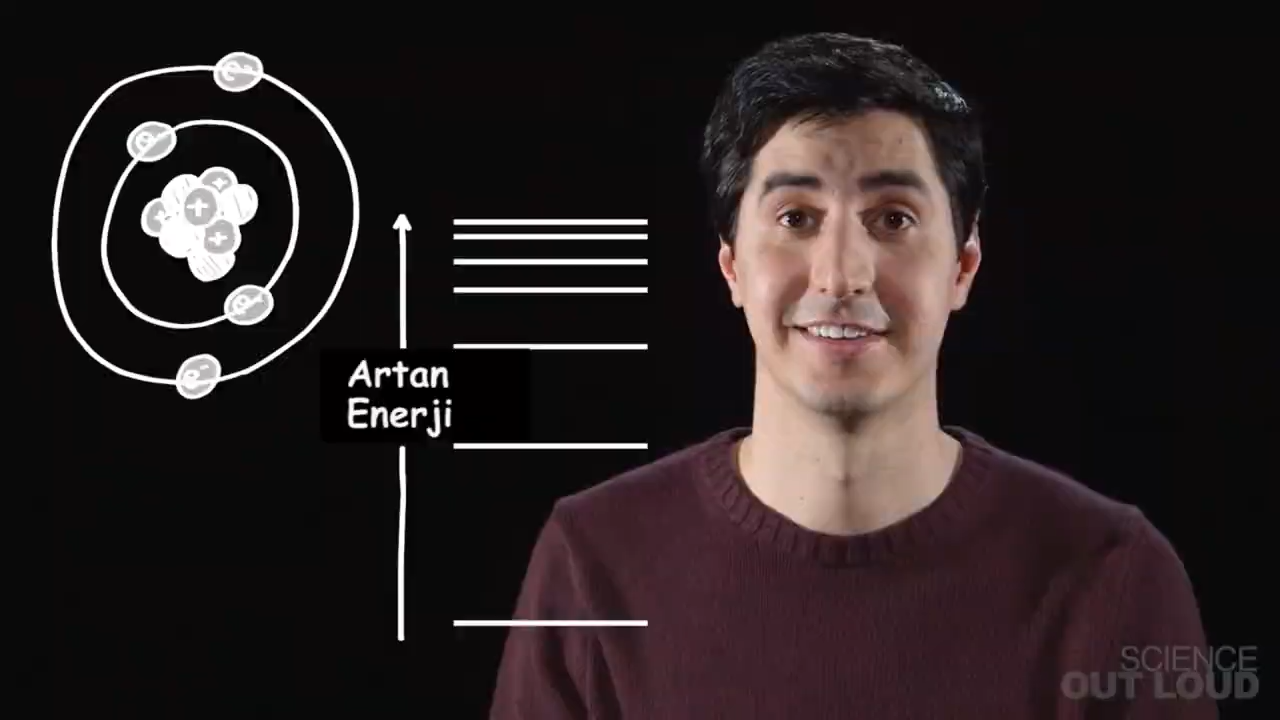 e-
e-
+
+
+
+
e-
e-
Artan
Enerji
SCIENCE
OUT LOUD